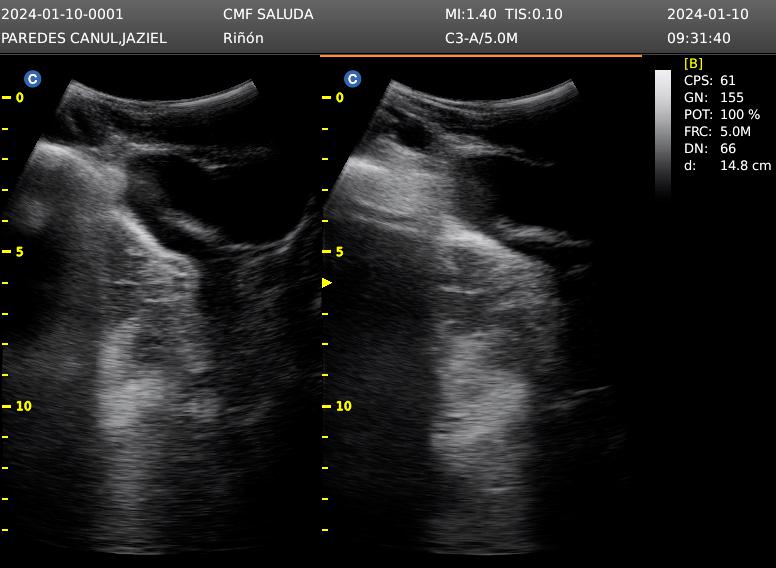 2024-01-10-0001 CMF SALUDA MI:1.40 TIS:0.10 2024-01-10
PAREDES CANUL,JAZIEL Riñón C3-A/5.0M 09:31:40
C C
0 0
5 5
10 10
[B]
CPS: 61
GN: 155
POT: 100 %
FRC: 5.0M
DN: 66
d: 14.8 cm